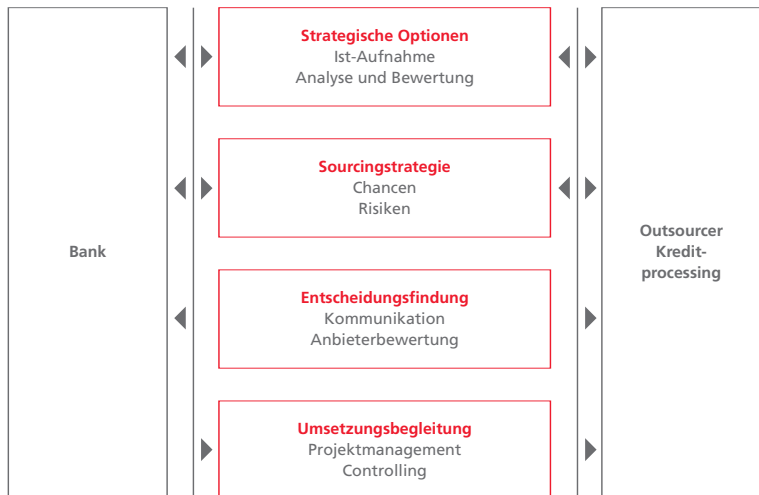 Strategische Optionen
Ist-Aufnahme
Analyse und Bewertung
Sourcingstrategie
Chancen
Risiken
Bank
Outsourcer
Kredit-
processing
Entscheidungsfindung
Kommunikation
Anbieterbewertung
Umsetzungsbegleitung
Projektmanagement
Controlling